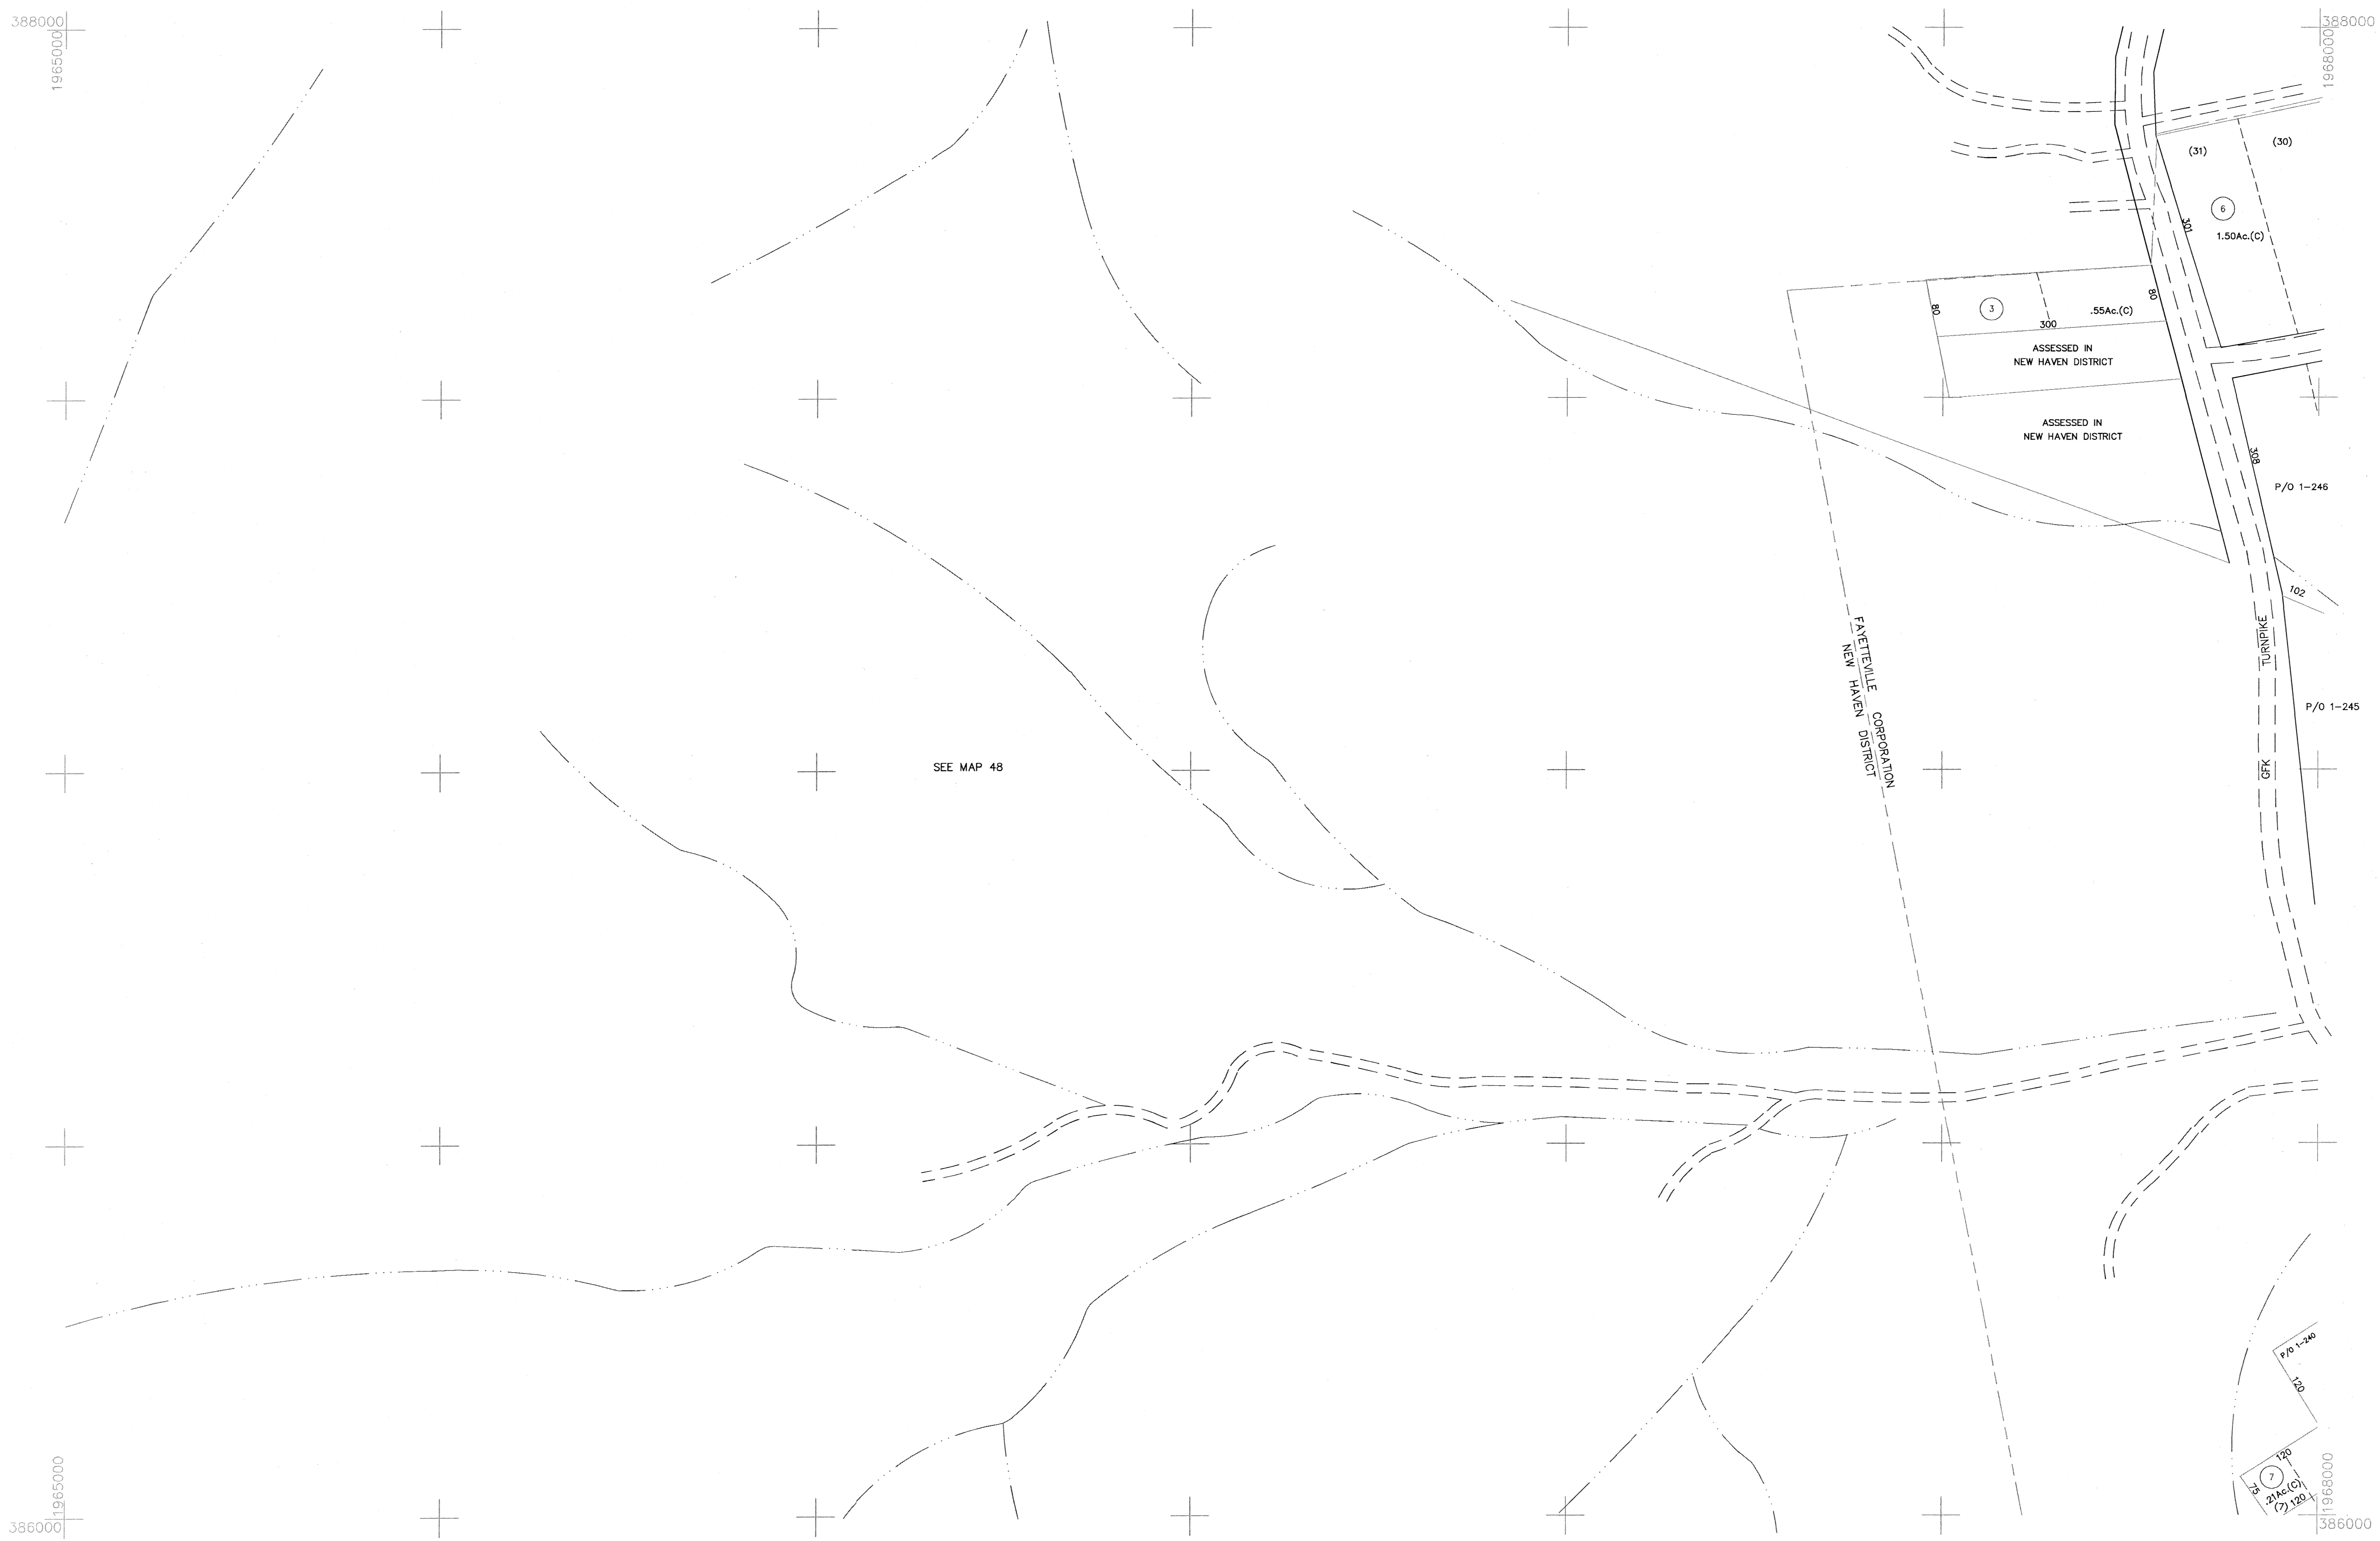 388000
388000
1965000
1968000
(31)
(30)
6
301
1.50Ac.(C)
80
3
.55Ac.(C)
80
300
ASSESSED IN
NEW HAVEN DISTRICT
ASSESSED IN
NEW HAVEN DISTRICT
308
P/O 1-246
102
FAYETTEVILLE CORPORATION
NEW HAVEN DISTRICT
GFK TURNPIKE
P/O 1-245
SEE MAP 48
P/O 1-240
120
120
7
75
.21Ac.(C)
(7)
120
1965000
1968000
386000
386000